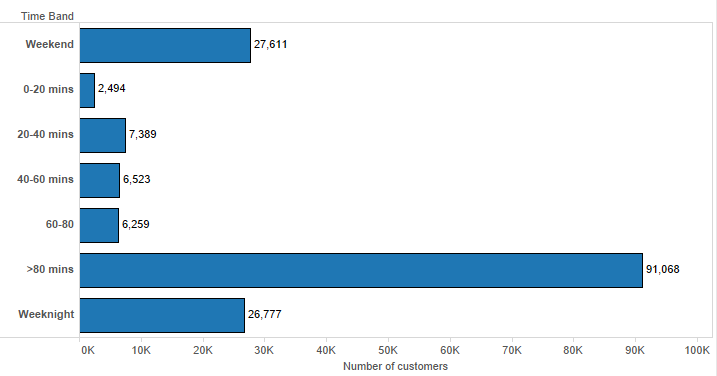 Time Band
Weekend 27,611
0-20 mins 2,494
20-40 mins 7,389
40-60 mins 6,523
60-80 6,259
>80 mins 91,068
Weeknight 26,777
0K 10K 20K 30K 40K 50K 60K 70K 80K 90K 100K
Number of customers